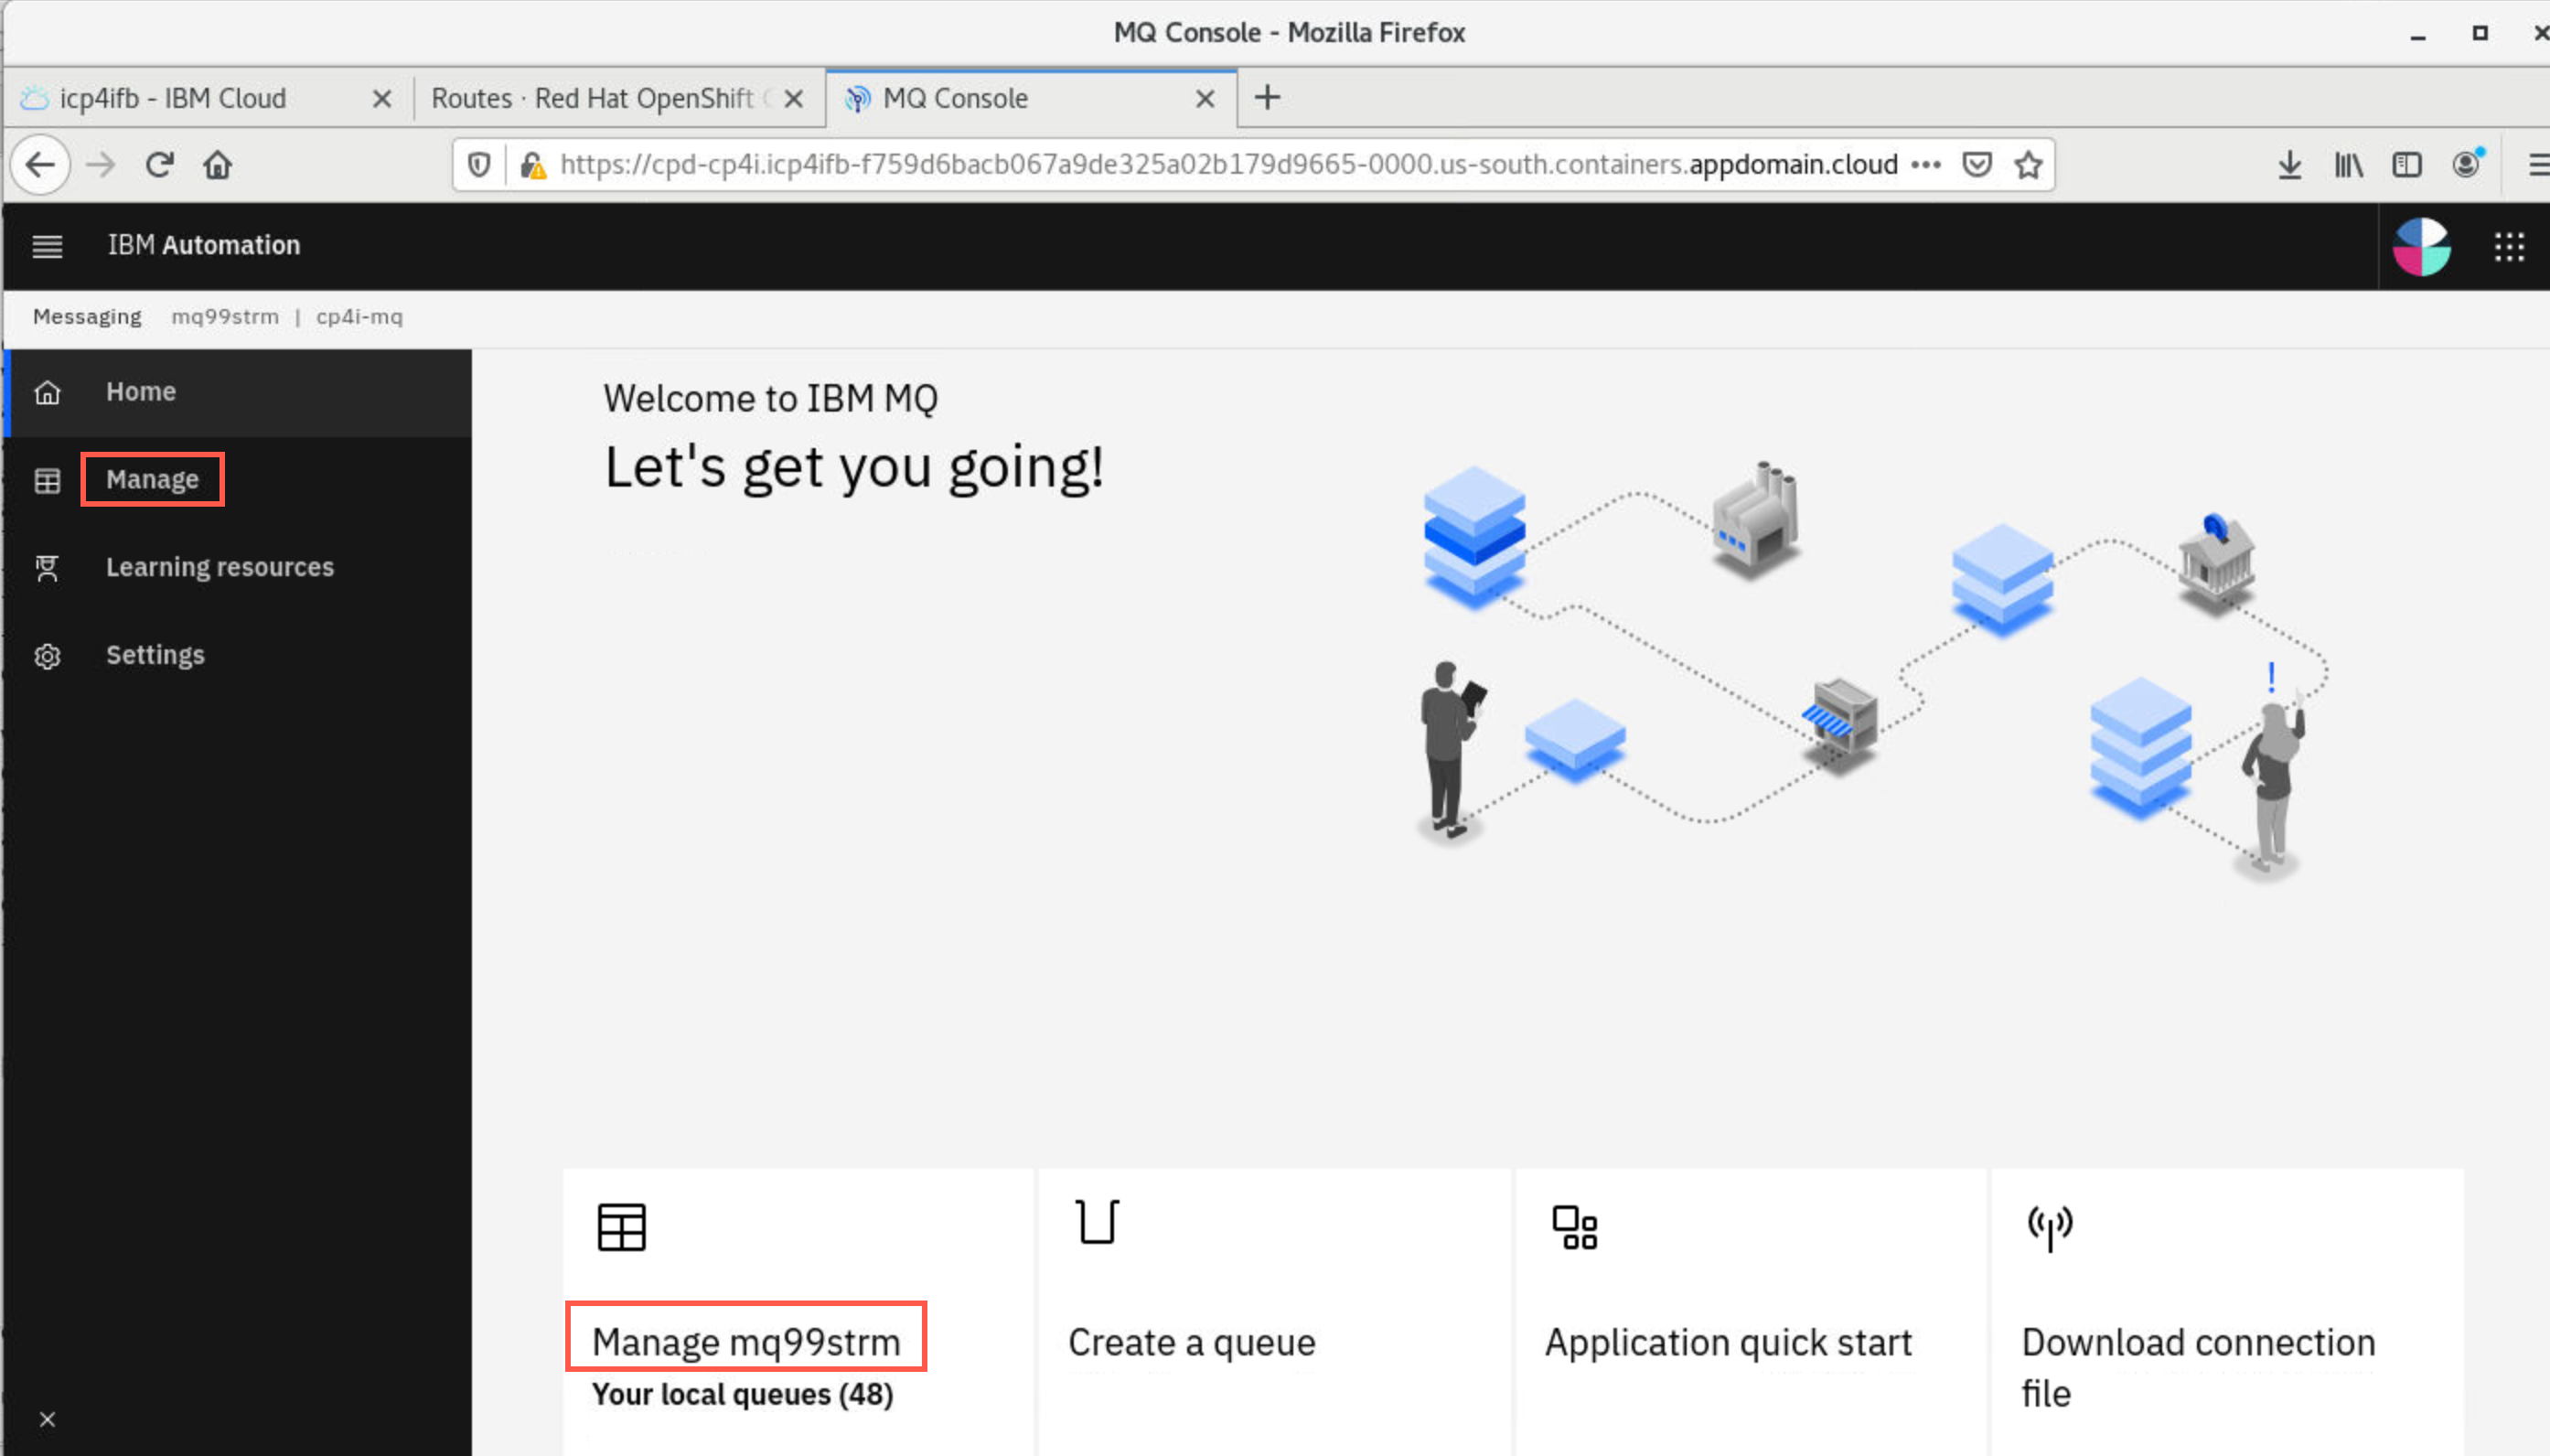 MQ Console - Mozilla Firefox
icp4ifb - IBM Cloud
Routes · Red Hat OpenShift
MQ Console
https://cpd-cp4i.icp4ifb-f759d6bacb067a9de325a02b179d9665-0000.us-south.containers.appdomain.cloud
IBM Automation
Messaging mq99strm | cp4i-mq
Home
Manage
Learning resources
Settings
Welcome to IBM MQ
Let's get you going!
!
Manage mq99strm
Your local queues (48)
Create a queue
Application quick start
Download connection
file